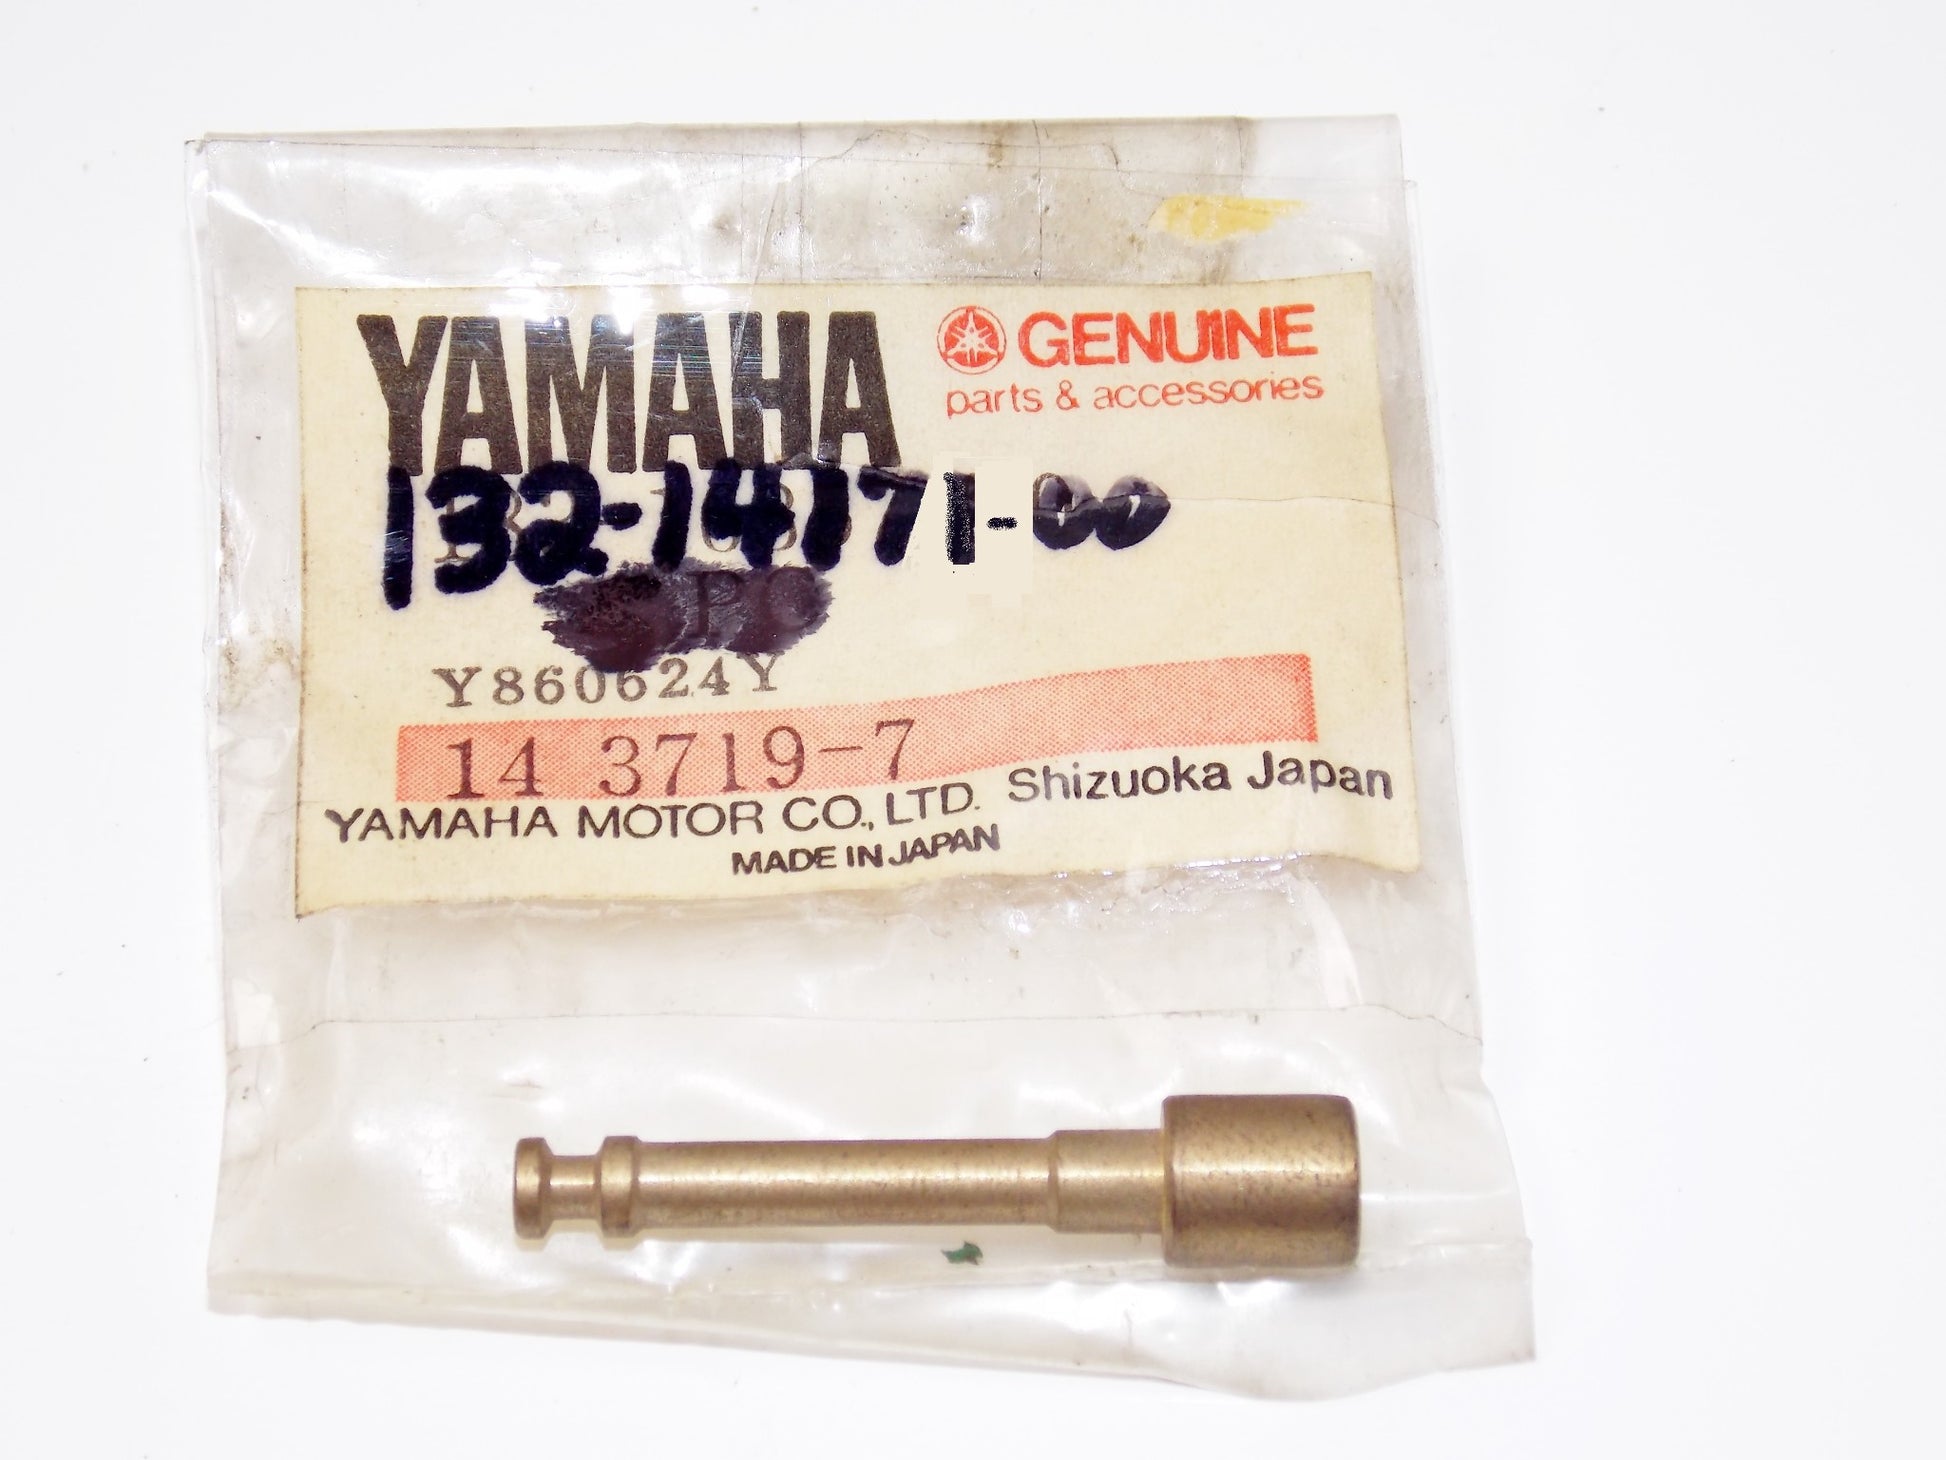 YAMAHA
GENUINE
parts & accessories
132-14171-00
PC
Y860624Y
14 3719-7
YAMAHA MOTOR CO., LTD. Shizuoka Japan
MADE IN JAPAN